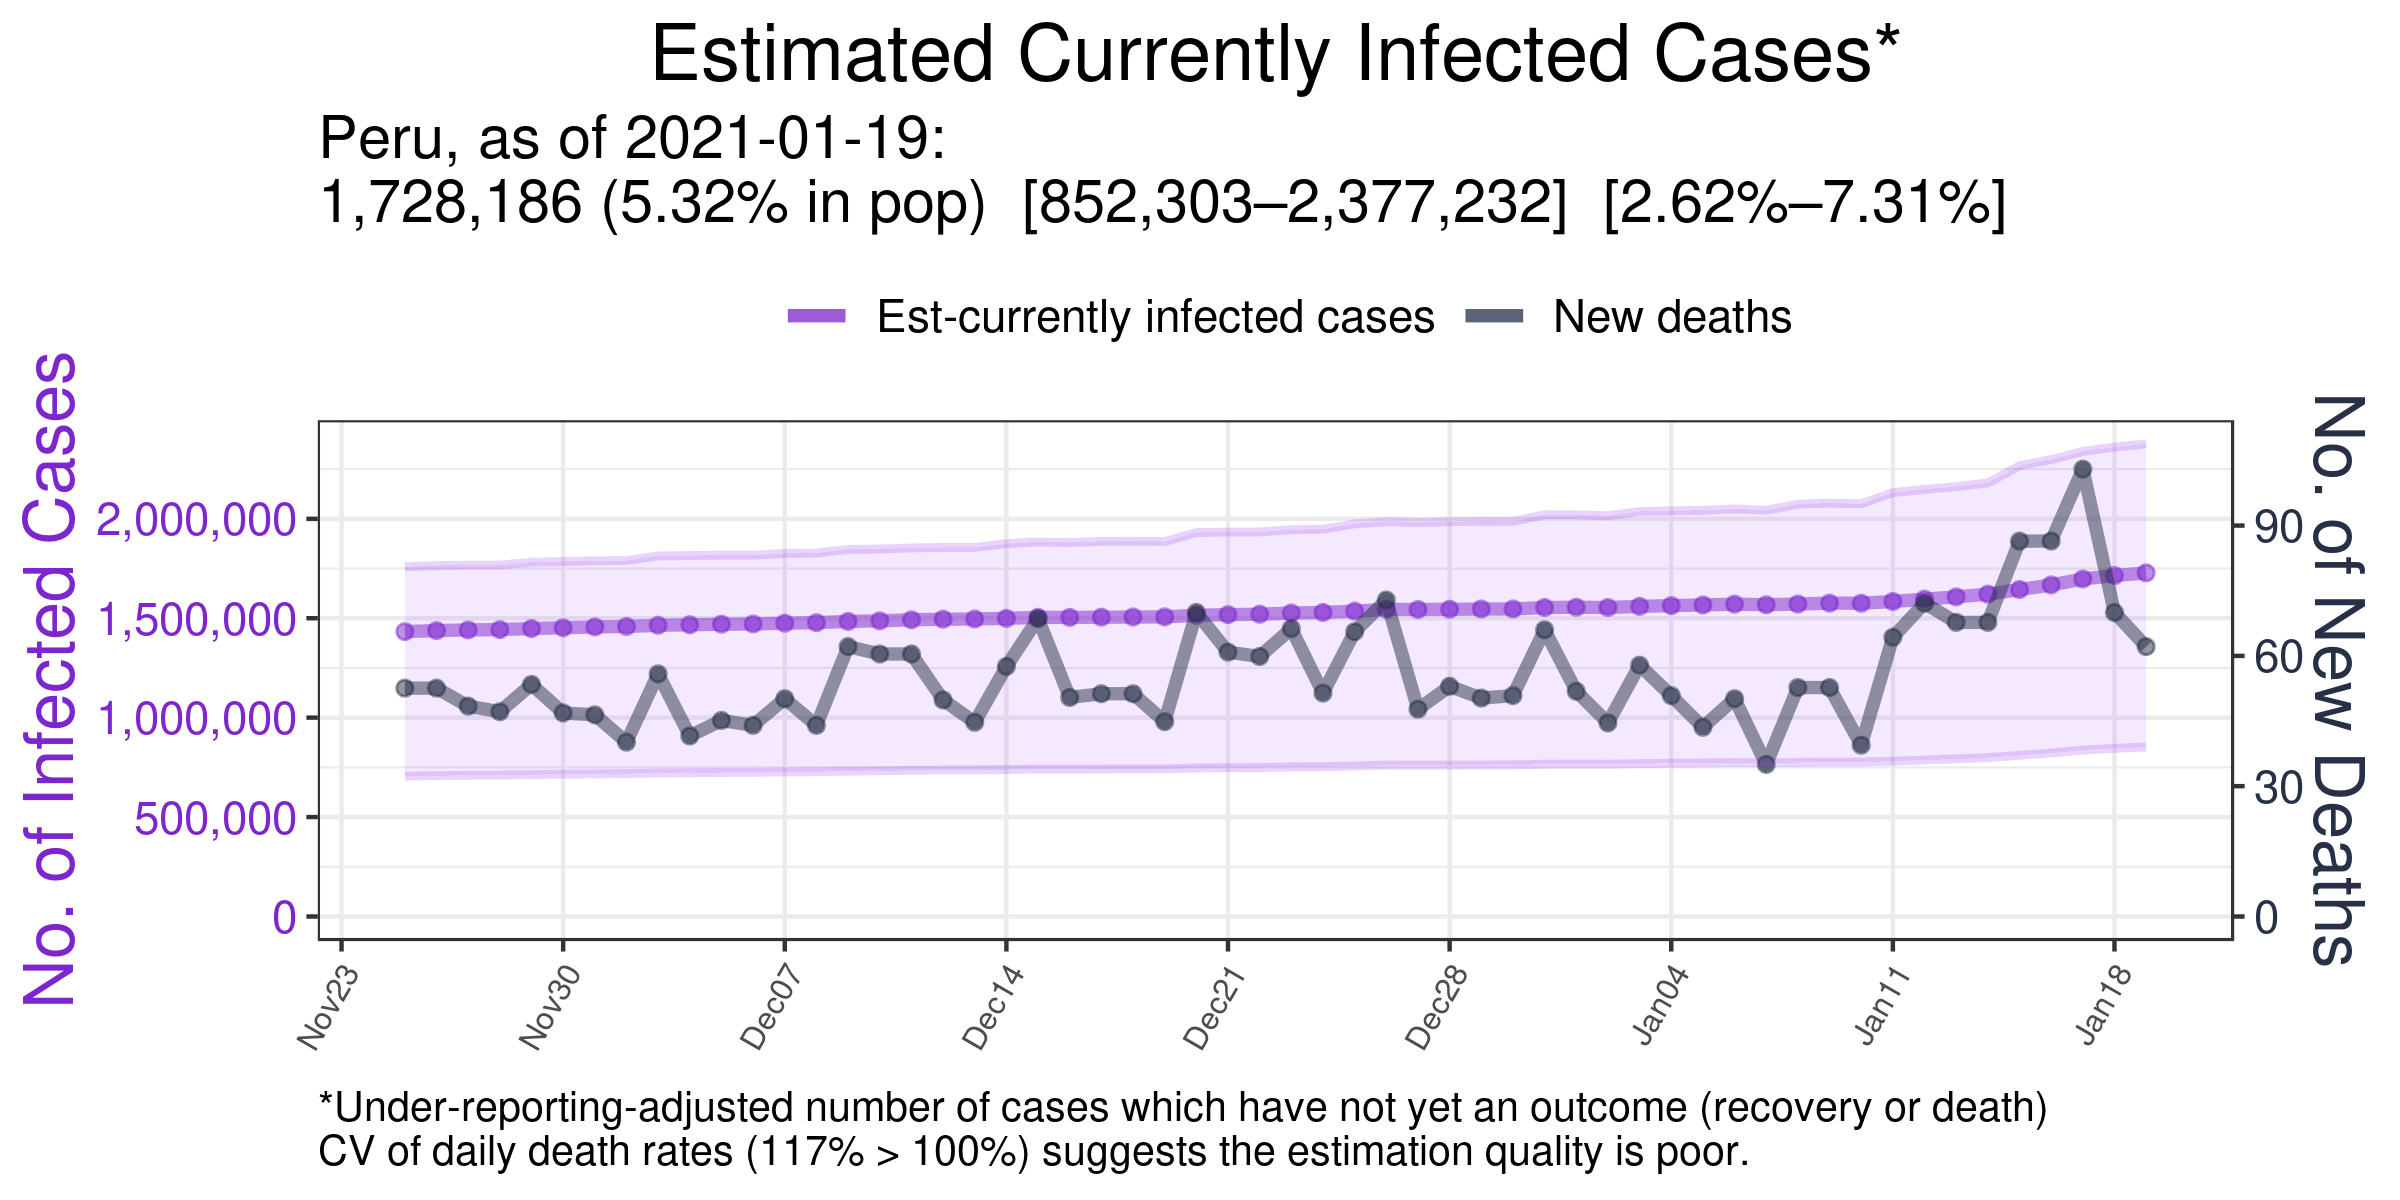 Estimated Currently Infected Cases*
Peru, as of 2021-01-19:
1,728,186 (5.32% in pop) [852,303–2,377,232] [2.62%–7.31%]
Est-currently infected cases New deaths
No. of Infected Cases
2,000,000
1,500,000
1,000,000
500,000
0
No. of New Deaths
90
60
30
0
Nov23 Nov30 Dec07 Dec14 Dec21 Dec28 Jan04 Jan11 Jan18
*Under-reporting-adjusted number of cases which have not yet an outcome (recovery or death)
CV of daily death rates (117% > 100%) suggests the estimation quality is poor.